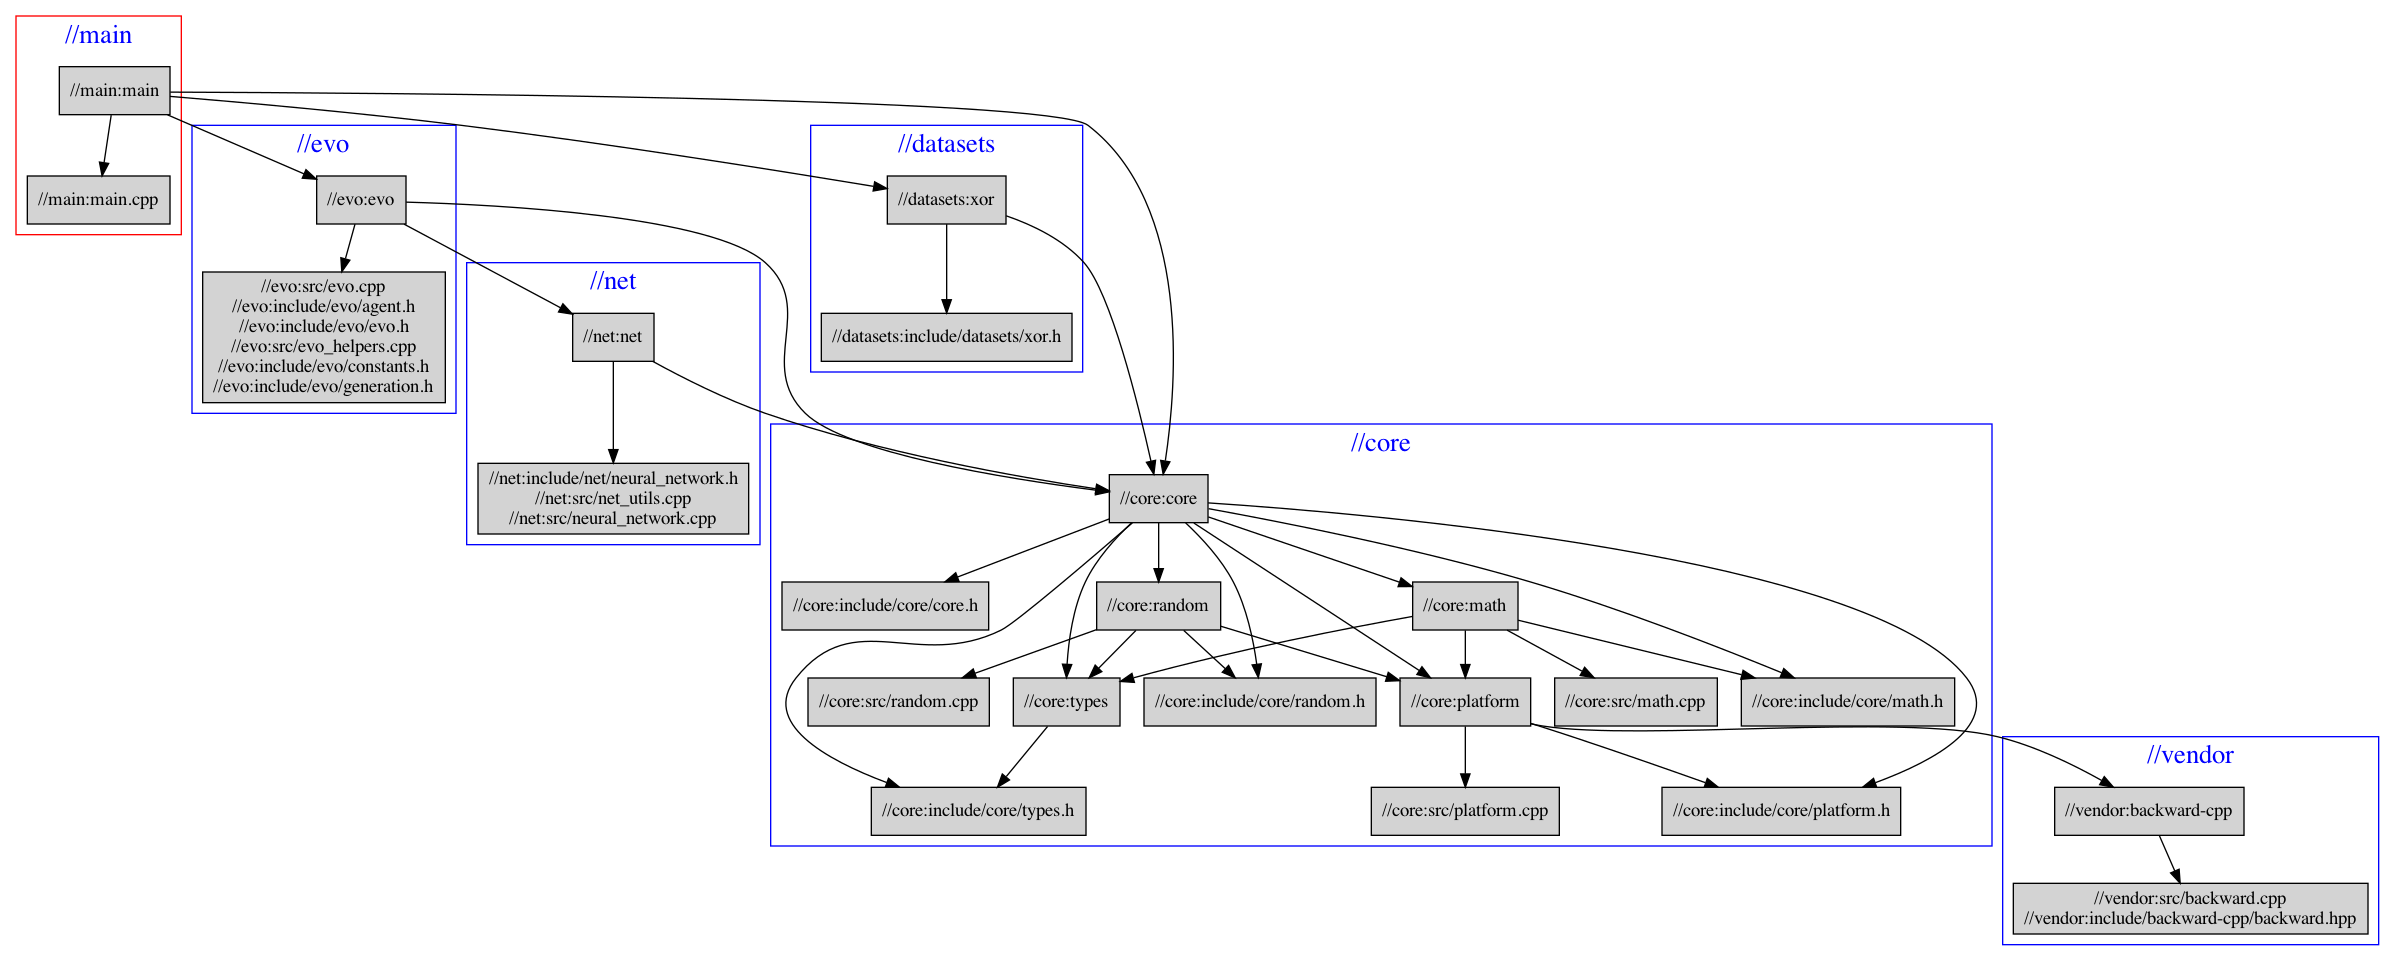 //main
//main:main
//main:main.cpp
//evo
//evo:evo
//evo:src/evo.cpp
//evo:include/evo/agent.h
//evo:include/evo/evo.h
//evo:src/evo_helpers.cpp
//evo:include/evo/constants.h
//evo:include/evo/generation.h
//datasets
//datasets:xor
//datasets:include/datasets/xor.h
//net
//net:net
//net:include/net/neural_network.h
//net:src/net_utils.cpp
//net:src/neural_network.cpp
//core
//core:core
//core:include/core/core.h
//core:random
//core:math
//core:src/random.cpp
//core:types
//core:include/core/random.h
//core:platform
//core:src/math.cpp
//core:include/core/math.h
//core:include/core/types.h
//core:src/platform.cpp
//core:include/core/platform.h
//vendor
//vendor:backward-cpp
//vendor:src/backward.cpp
//vendor:include/backward-cpp/backward.hpp